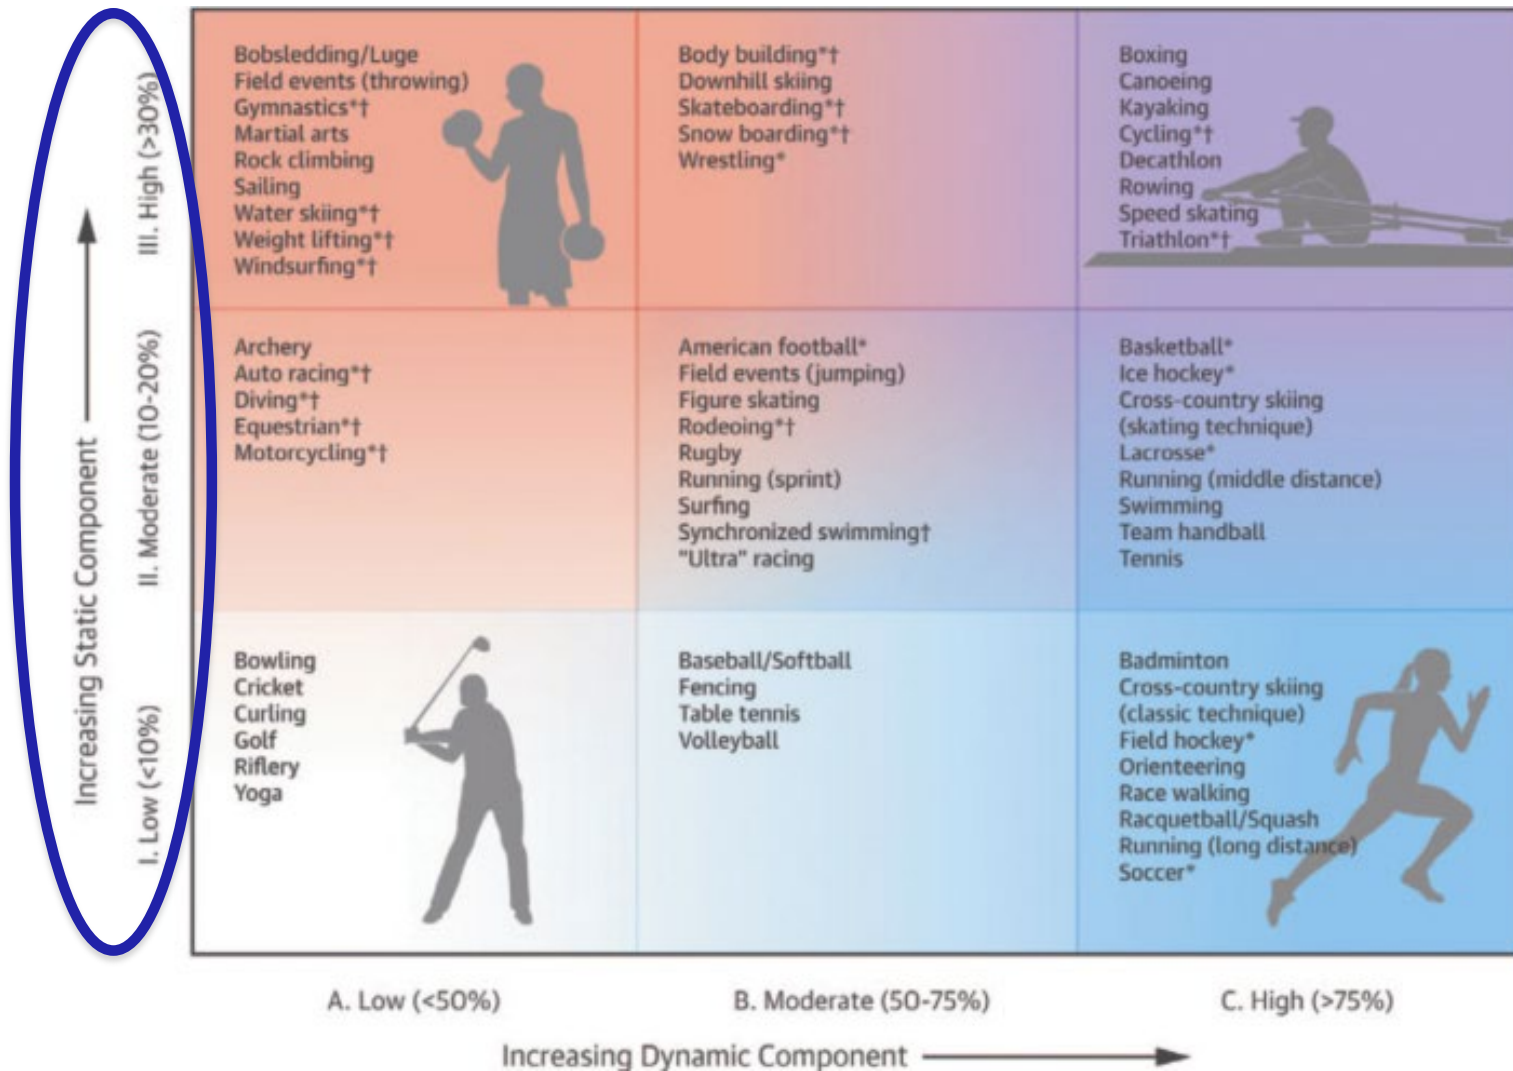 Increasing Static Component
III. High (>30%)
Bobsledding/Luge
Field events (throwing)
Gymnastics*†
Martial arts
Rock climbing
Sailing
Water skiing*†
Weight lifting*†
Windsurfing*†
Body building*†
Downhill skiing
Skateboarding*†
Snow boarding*†
Wrestling*
Boxing
Canoeing
Kayaking
Cycling*†
Decathlon
Rowing
Speed skating
Triathlon*†
II. Moderate (10-20%)
Archery
Auto racing*†
Diving*†
Equestrian*†
Motorcycling*†
American football*
Field events (jumping)
Figure skating
Rodeoing*†
Rugby
Running (sprint)
Surfing
Synchronized swimming†
"Ultra" racing
Basketball*
Ice hockey*
Cross-country skiing
(skating technique)
Lacrosse*
Running (middle distance)
Swimming
Team handball
Tennis
I. Low (<10%)
Bowling
Cricket
Curling
Golf
Riflery
Yoga
Baseball/Softball
Fencing
Table tennis
Volleyball
Badminton
Cross-country skiing
(classic technique)
Field hockey*
Orienteering
Race walking
Racquetball/Squash
Running (long distance)
Soccer*
A. Low (<50%)
B. Moderate (50-75%)
C. High (>75%)
Increasing Dynamic Component